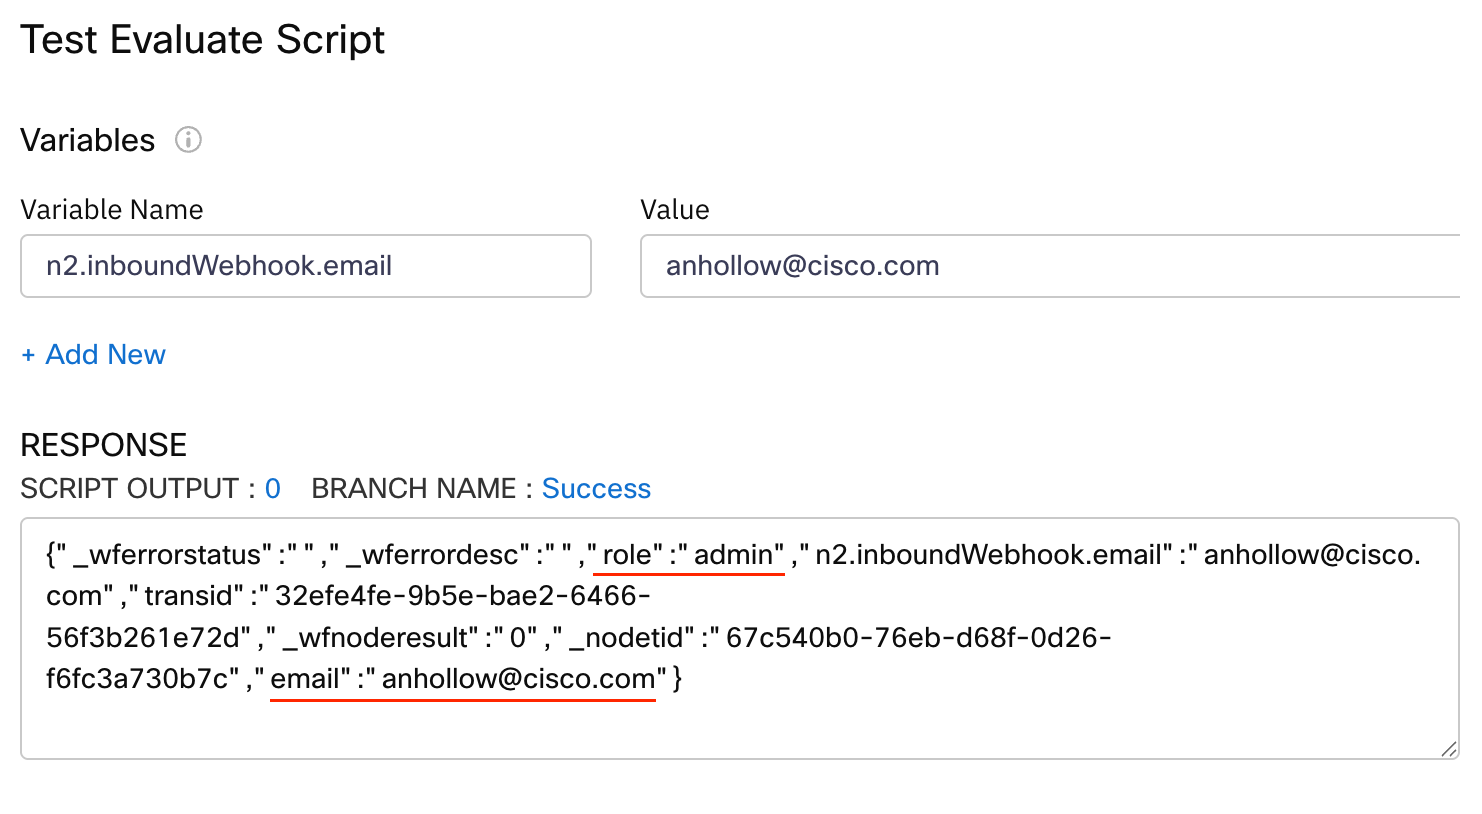 Test Evaluate Script
Variables
Variable Name
Value
n2.inboundWebhook.email
anhollow@cisco.com
+ Add New
RESPONSE
SCRIPT OUTPUT : 0 BRANCH NAME : Success
{" _wferrorstatus" :" " ," _wferrordesc" :" " ," role" :" admin" ," n2.inboundWebhook.email" :" anhollow@cisco.
com" ," transid" :" 32efe4fe-9b5e-bae2-6466-
56f3b261e72d" ," _wfnoderesult" :" 0" ," _nodetid" :" 67c540b0-76eb-d68f-0d26-
f6fc3a730b7c" ," email" :" anhollow@cisco.com" }